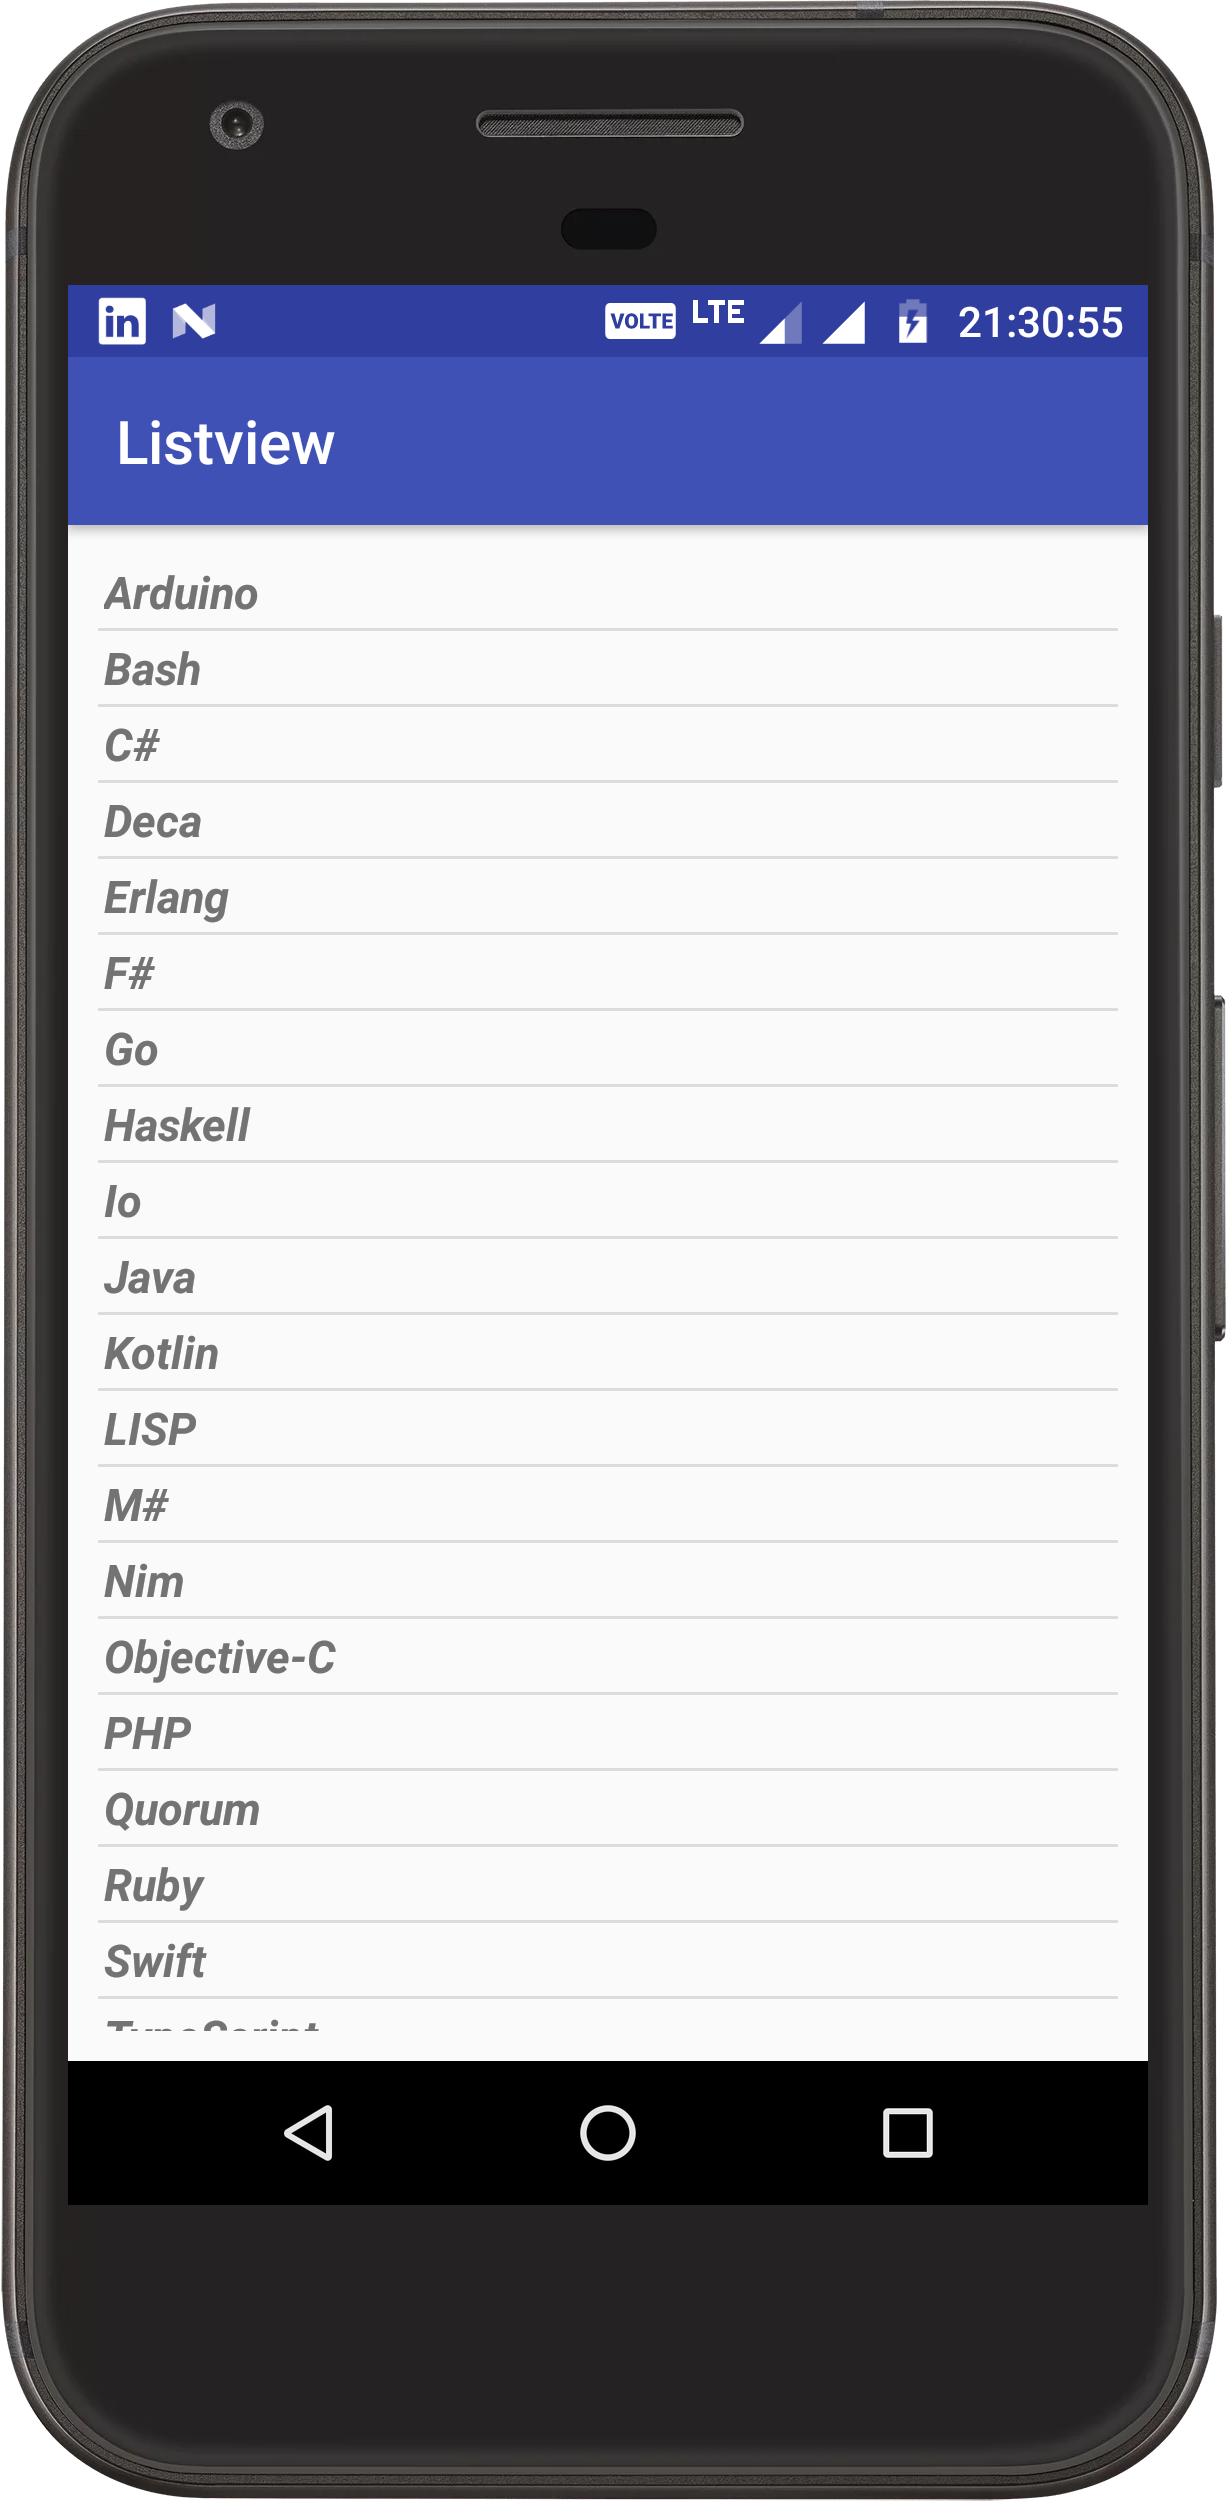 in N VOLTE LTE 21:30:55
Listview
Arduino
Bash
C#
Deca
Erlang
F#
Go
Haskell
Io
Java
Kotlin
LISP
M#
Nim
Objective-C
PHP
Quorum
Ruby
Swift
TypeScript